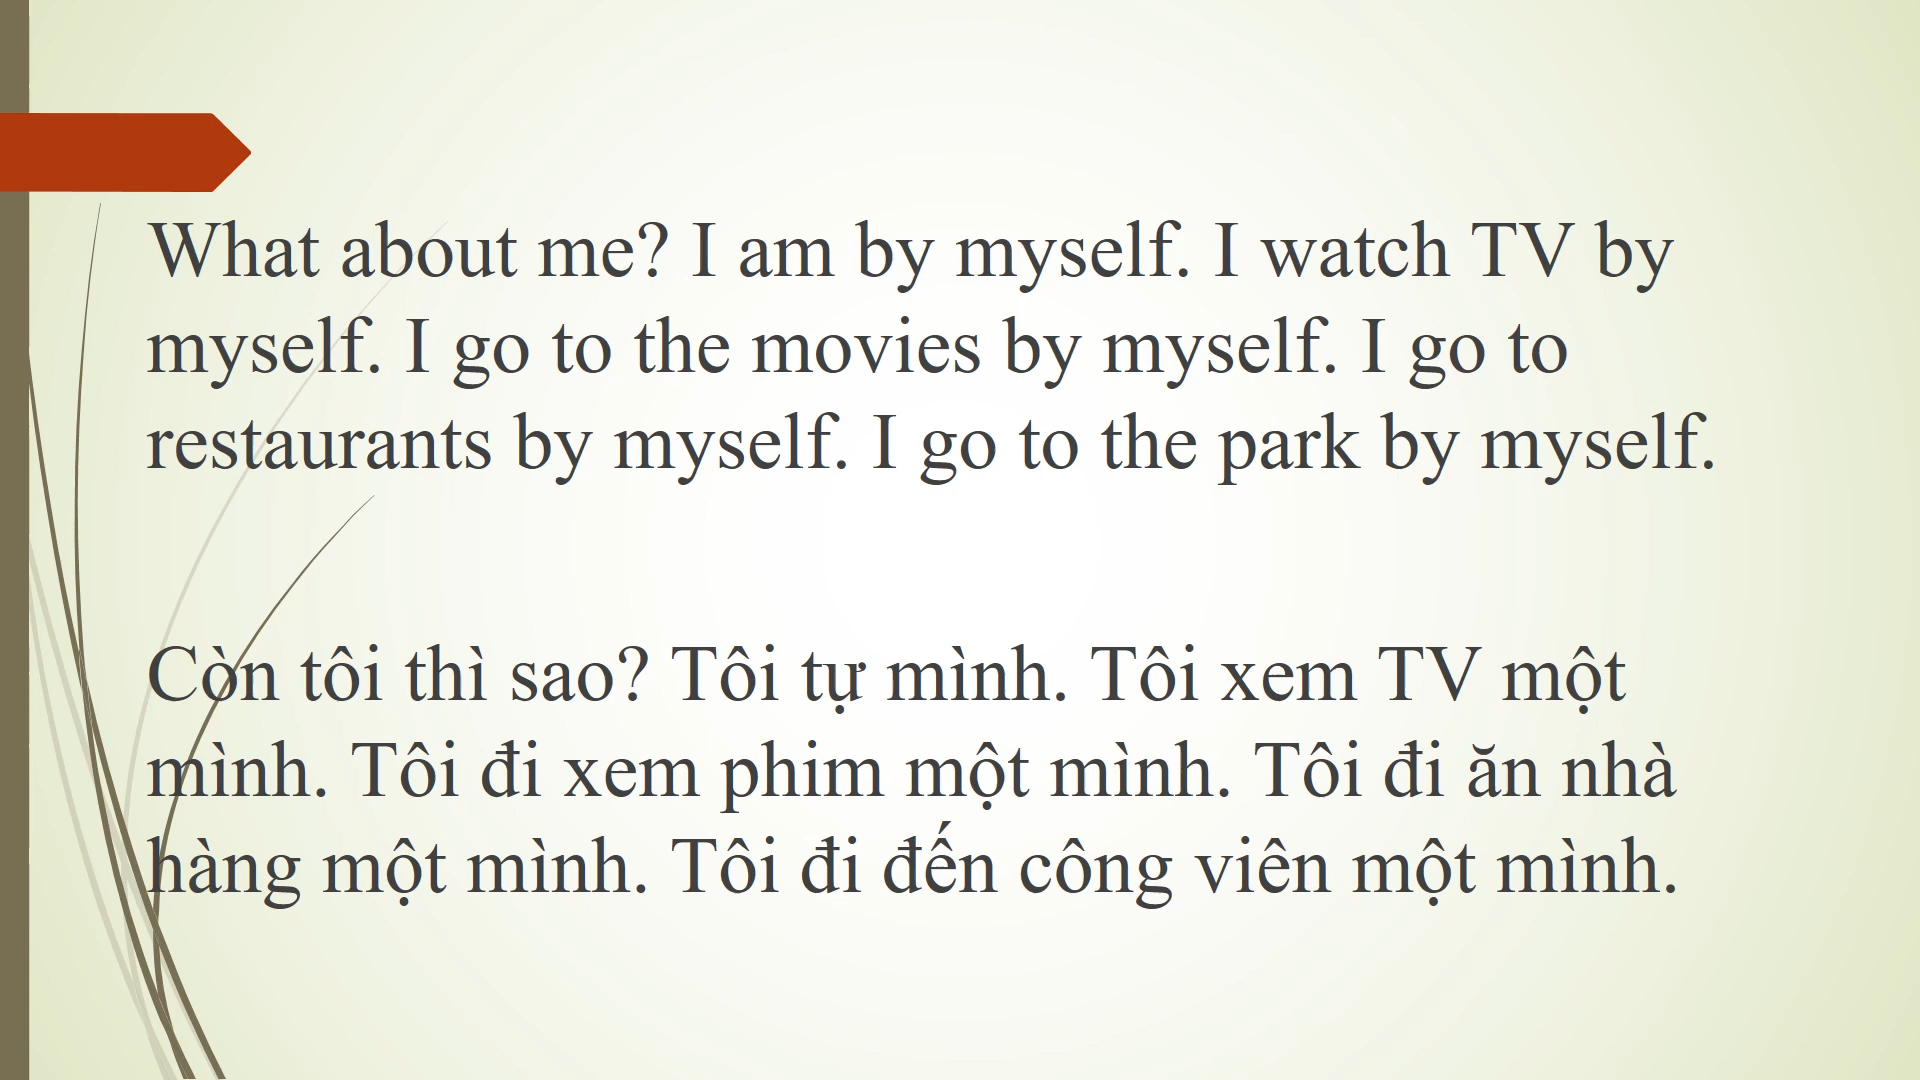 What about me? I am by myself. I watch TV by
myself. I go to the movies by myself. I go to
restaurants by myself. I go to the park by myself.
Còn tôi thì sao? Tôi tự mình. Tôi xem TV một
mình. Tôi đi xem phim một mình. Tôi đi ăn nhà
hàng một mình. Tôi đi đến công viên một mình.